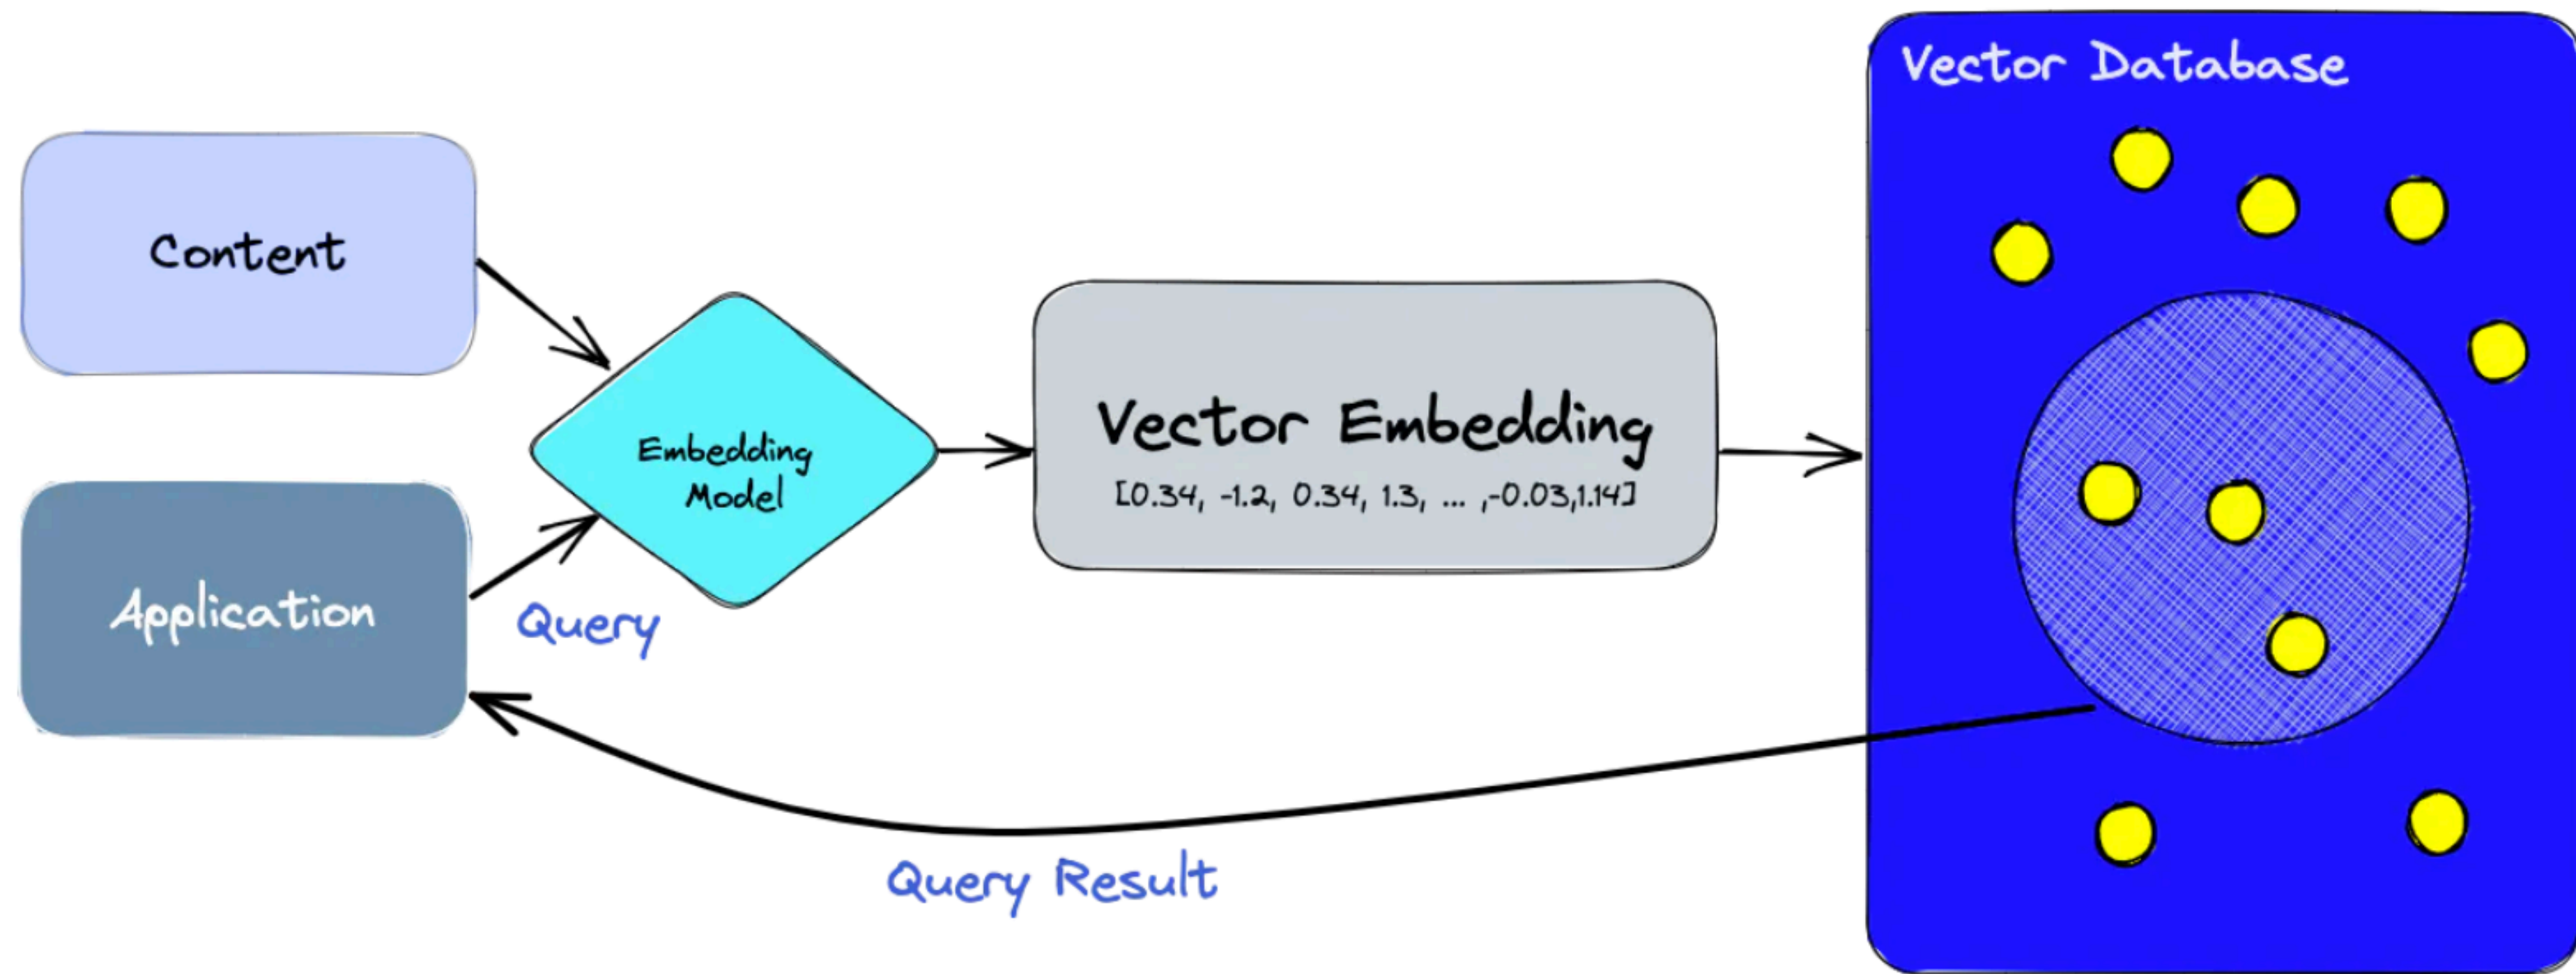 Vector Database
Content
Embedding
Model
Vector Embedding
[0.34, -1.2, 0.34, 1.3, ... ,-0.03,1.14]
Application
Query
Query Result